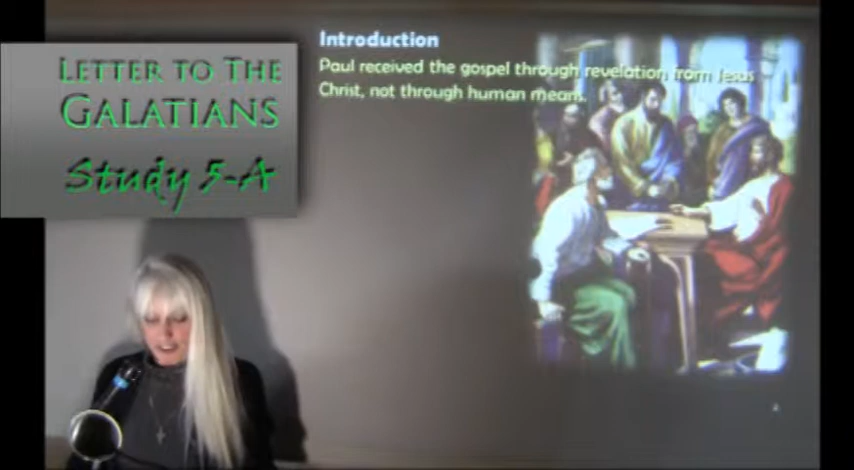 LETTER TO THE
GALATIANS
Study 5-A
Introduction
Paul received the gospel through revelation from Jesus
Christ, not through human means.